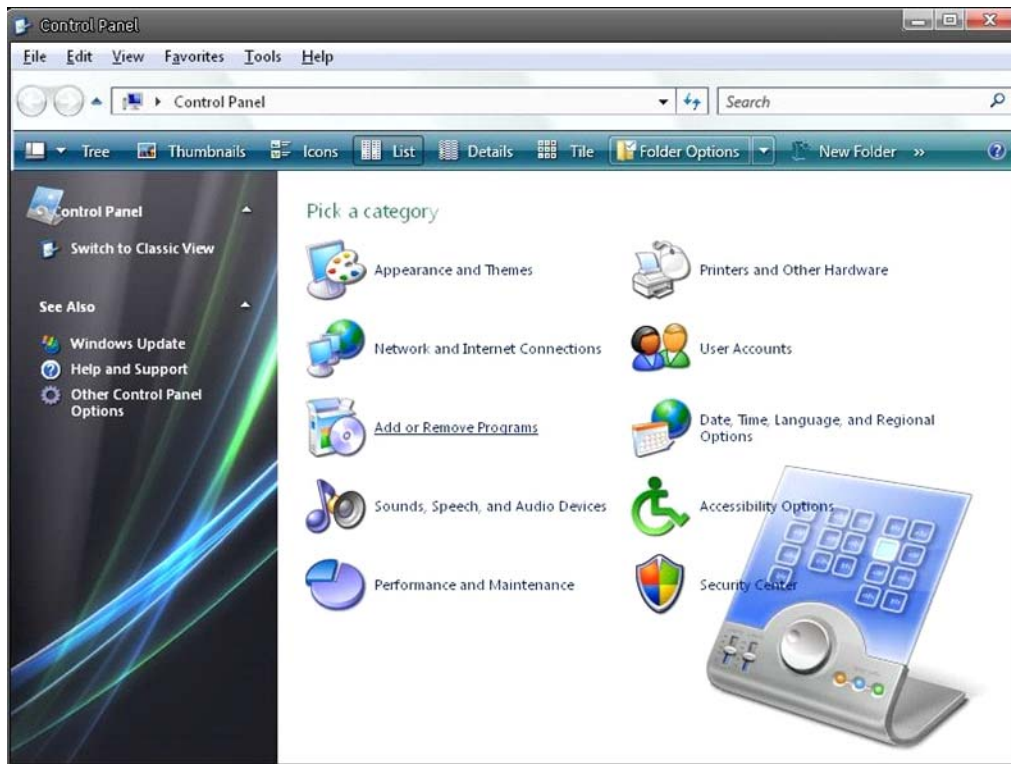 Control Panel
File Edit View Favorites Tools Help
Control Panel Search
Tree Thumbnails Icons List Details Tile Folder Options New Folder »
Control Panel
Switch to Classic View
See Also
Windows Update
Help and Support
Other Control Panel
Options
Pick a category
Appearance and Themes
Printers and Other Hardware
Network and Internet Connections
User Accounts
Add or Remove Programs
Date, Time, Language, and Regional
Options
Sounds, Speech, and Audio Devices
Accessibility Options
Performance and Maintenance
Security Center